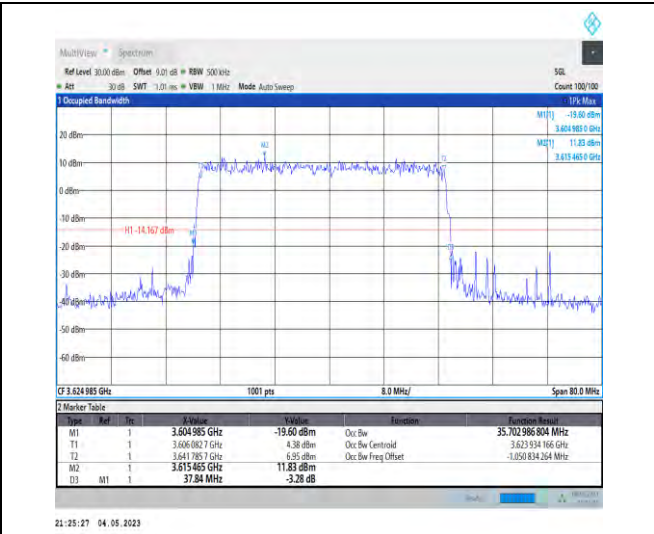 MultiView Spectrum
Ref Level 30.00 dBm Offset 9.01 dB RBW 500 kHz SGL
Att 30 dB SWT 1.01 ms VBW 1 MHz Mode Auto Sweep Count 100/100
1 Occupied Bandwidth 1Pk Max
M1[1] -19.60 dBm
3.604 985 0 GHz
M2[1] 11.83 dBm
3.615 465 0 GHz
M2
T2
20 dBm
10 dBm
0 dBm
-10 dBm
H1 -14.167 dBm
-20 dBm
-30 dBm
-40 dBm
-50 dBm
-60 dBm
CF 3.624 985 GHz 1001 pts 8.0 MHz/ Span 80.0 MHz
2 Marker Table
Type Ref Trc X-Value Y-Value Function Function Result
M1 1 3.604 985 GHz -19.60 dBm Occ Bw 35.702 986 804 MHz
T1 1 3.606 082 7 GHz 4.38 dBm Occ Bw Centroid 3.623 934 166 GHz
T2 1 3.641 785 7 GHz 6.95 dBm Occ Bw Freq Offset -1.050 834 264 MHz
M2 1 3.615 465 GHz 11.83 dBm
D3 M1 1 37.84 MHz -3.28 dB
21:25:27 04.05.2023